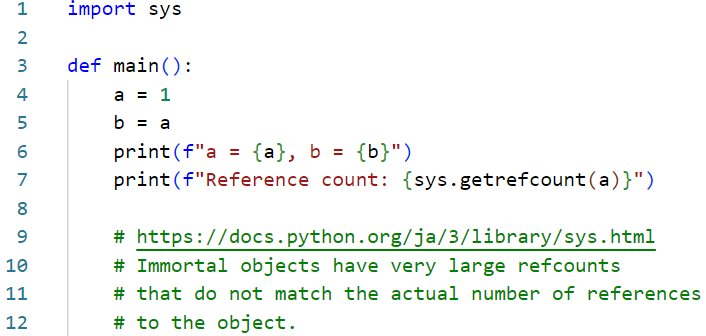 1 import sys
2
3 def main():
4     a = 1
5     b = a
6     print(f"a = {a}, b = {b}")
7     print(f"Reference count: {sys.getrefcount(a)}")
8
9     # https://docs.python.org/ja/3/library/sys.html
10     # Immortal objects have very large refcounts
11     # that do not match the actual number of references
12     # to the object.